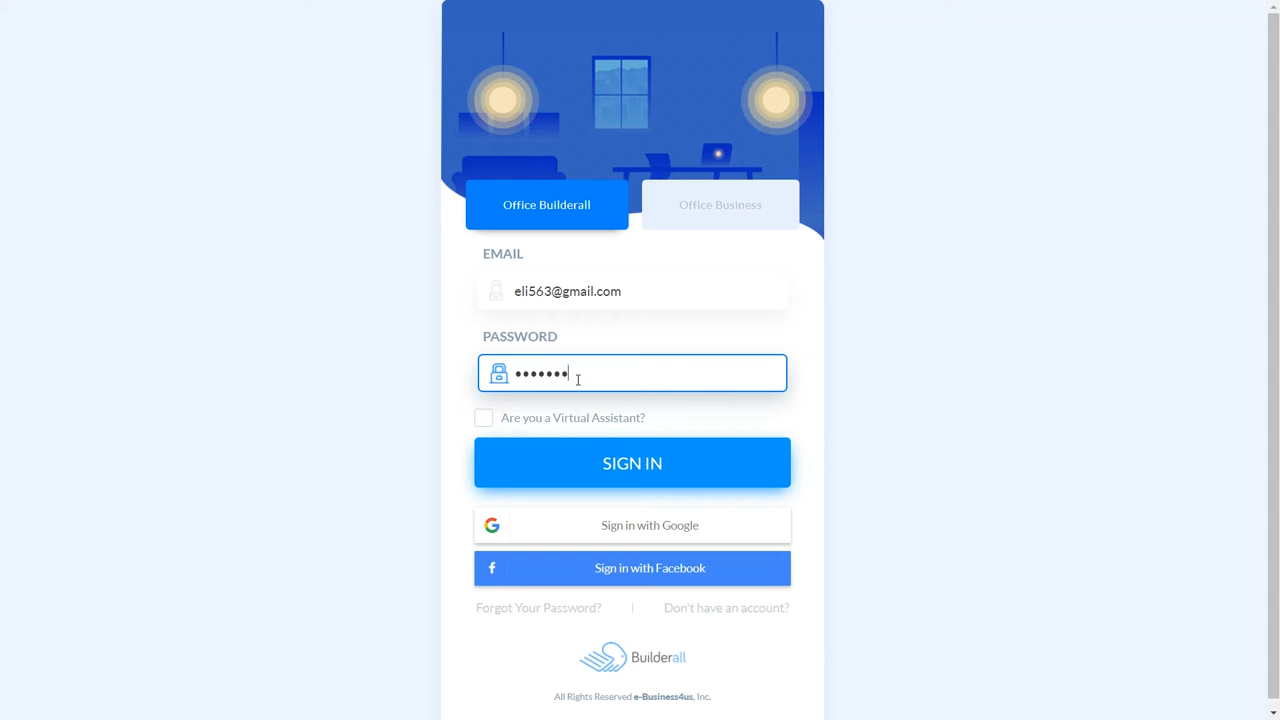 Office Builderall
Office Business
EMAIL
eli563@gmail.com
PASSWORD
•••••••
Are you a Virtual Assistant?
SIGN IN
Sign in with Google
Sign in with Facebook
Forgot Your Password? | Don't have an account?
Builderall
All Rights Reserved e-Business4us, Inc.